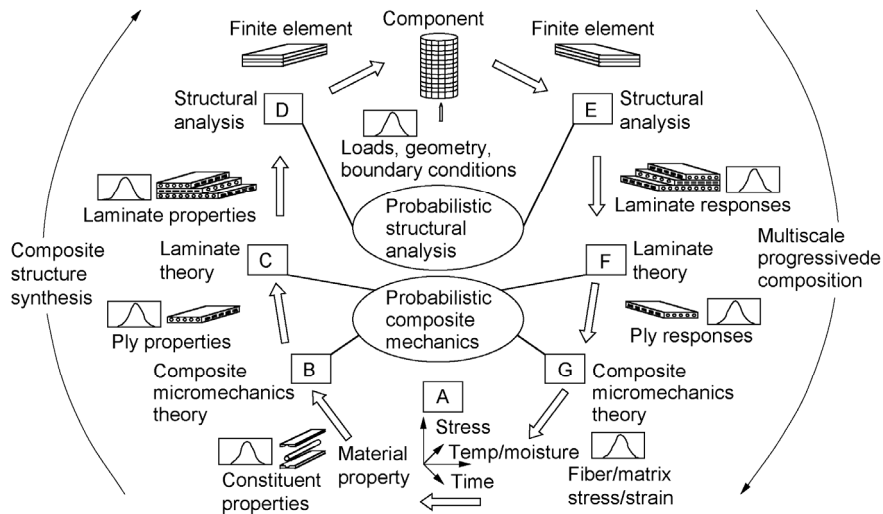 Component
Finite element
Finite element
Structural
analysis
D
E
Structural
analysis
Loads, geometry,
boundary conditions
Laminate properties
Probabilistic
structural
analysis
Laminate responses
Composite
structure
synthesis
Laminate
theory
C
F
Laminate
theory
Multiscale
progressivede
composition
Probabilistic
composite
mechanics
Ply properties
Ply responses
Composite
micromechanics
theory
B
G
Composite
micromechanics
theory
A
Stress
Temp/moisture
Time
Material
property
Constituent
properties
Fiber/matrix
stress/strain